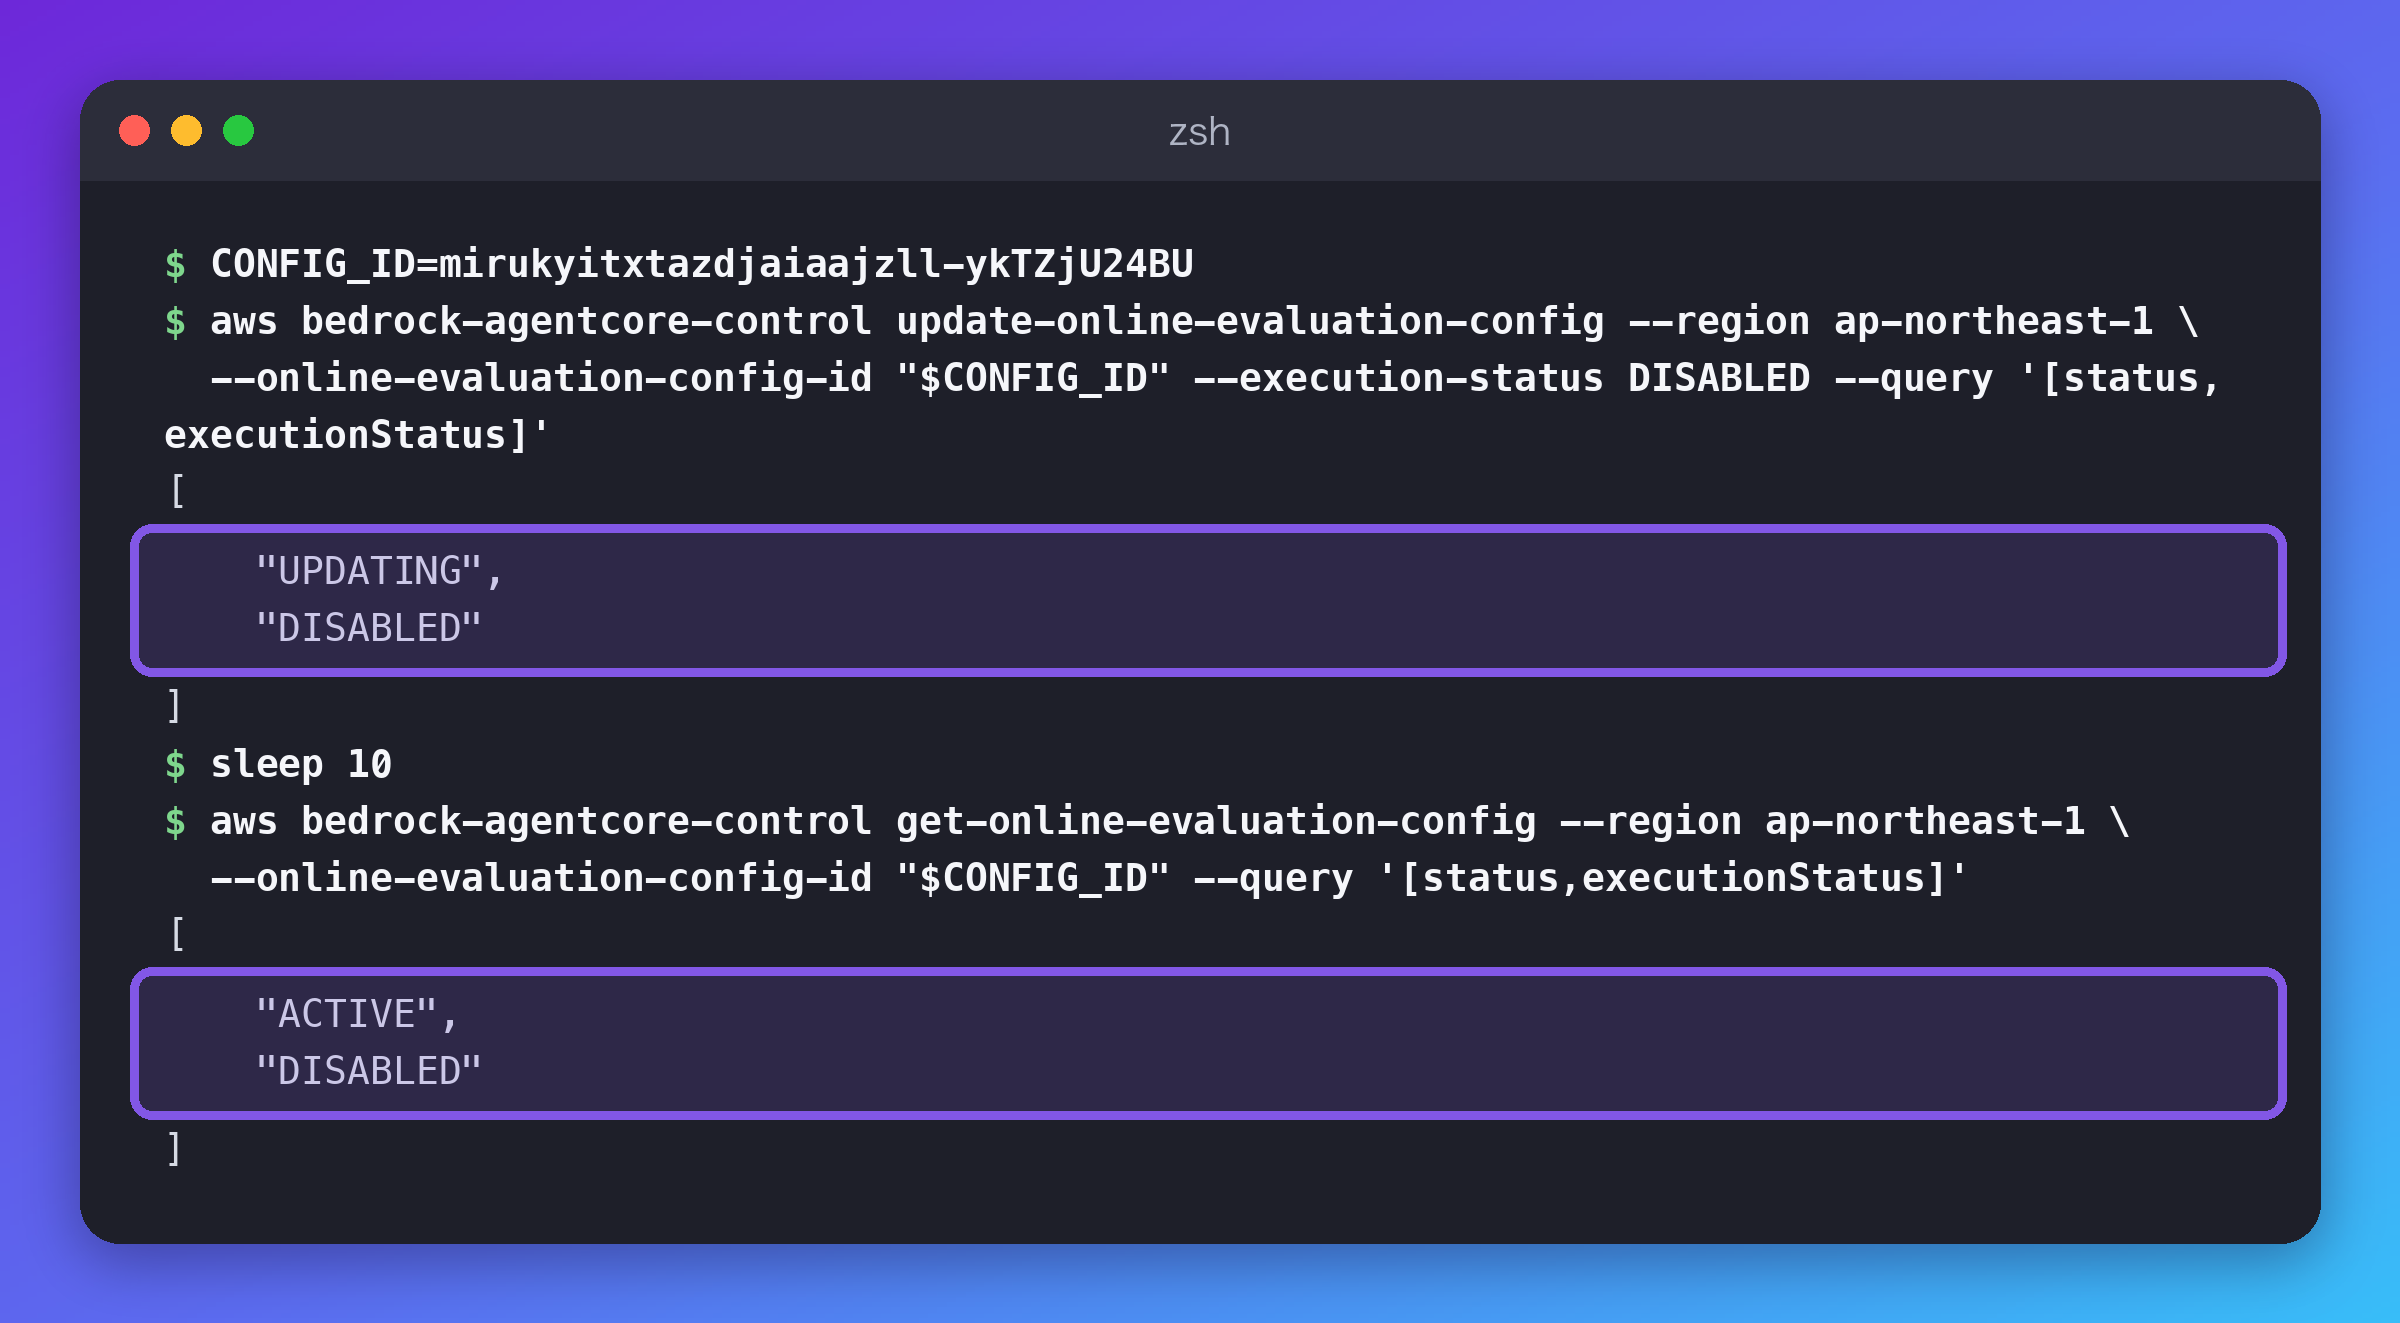 zsh
$ CONFIG_ID=mirukyitxtazdjaiaajzll-ykTZjU24BU
$ aws bedrock-agentcore-control update-online-evaluation-config --region ap-northeast-1 \
  --online-evaluation-config-id "$CONFIG_ID" --execution-status DISABLED --query '[status,
executionStatus]'
[
    "UPDATING",
    "DISABLED"
]
$ sleep 10
$ aws bedrock-agentcore-control get-online-evaluation-config --region ap-northeast-1 \
  --online-evaluation-config-id "$CONFIG_ID" --query '[status,executionStatus]'
[
    "ACTIVE",
    "DISABLED"
]